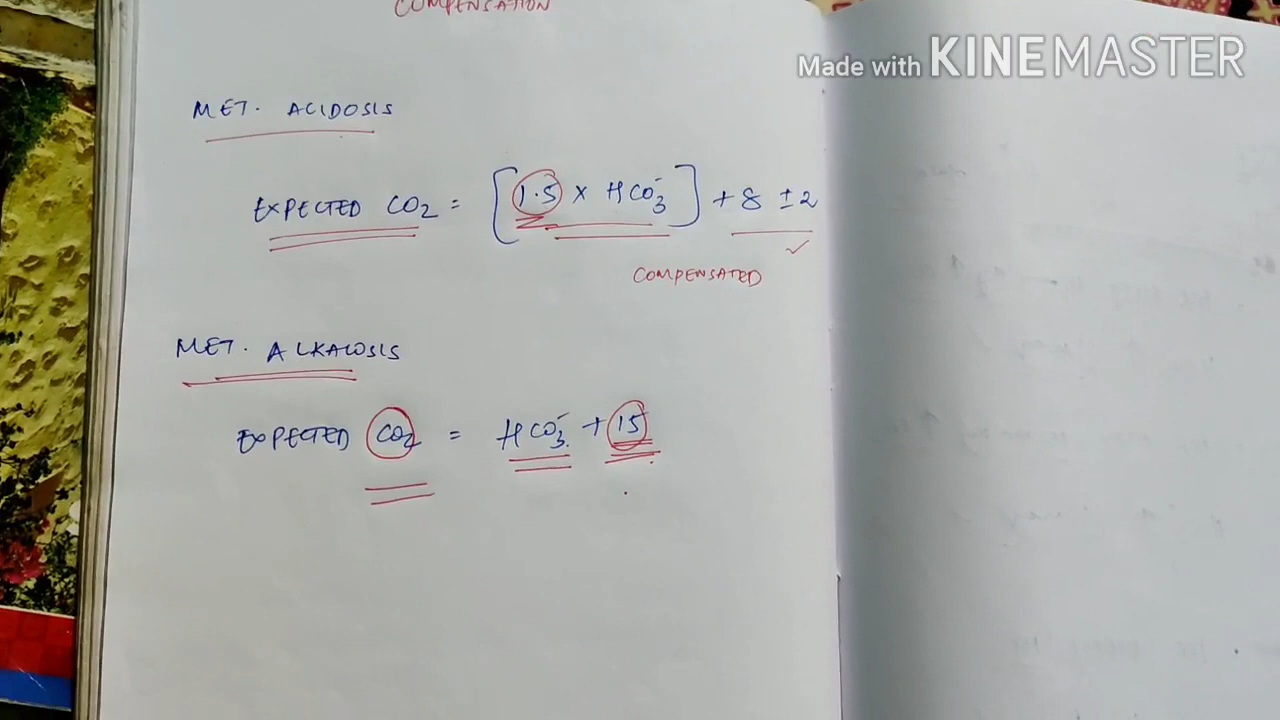 COMPENSATION
Made with KINEMASTER
MET. ACIDOSIS
EXPECTED CO₂ = [1.5 × HCO₃⁻] + 8 ± 2
COMPENSATED
MET. ALKALOSIS
EXPECTED CO₂ = HCO₃⁻ + 15